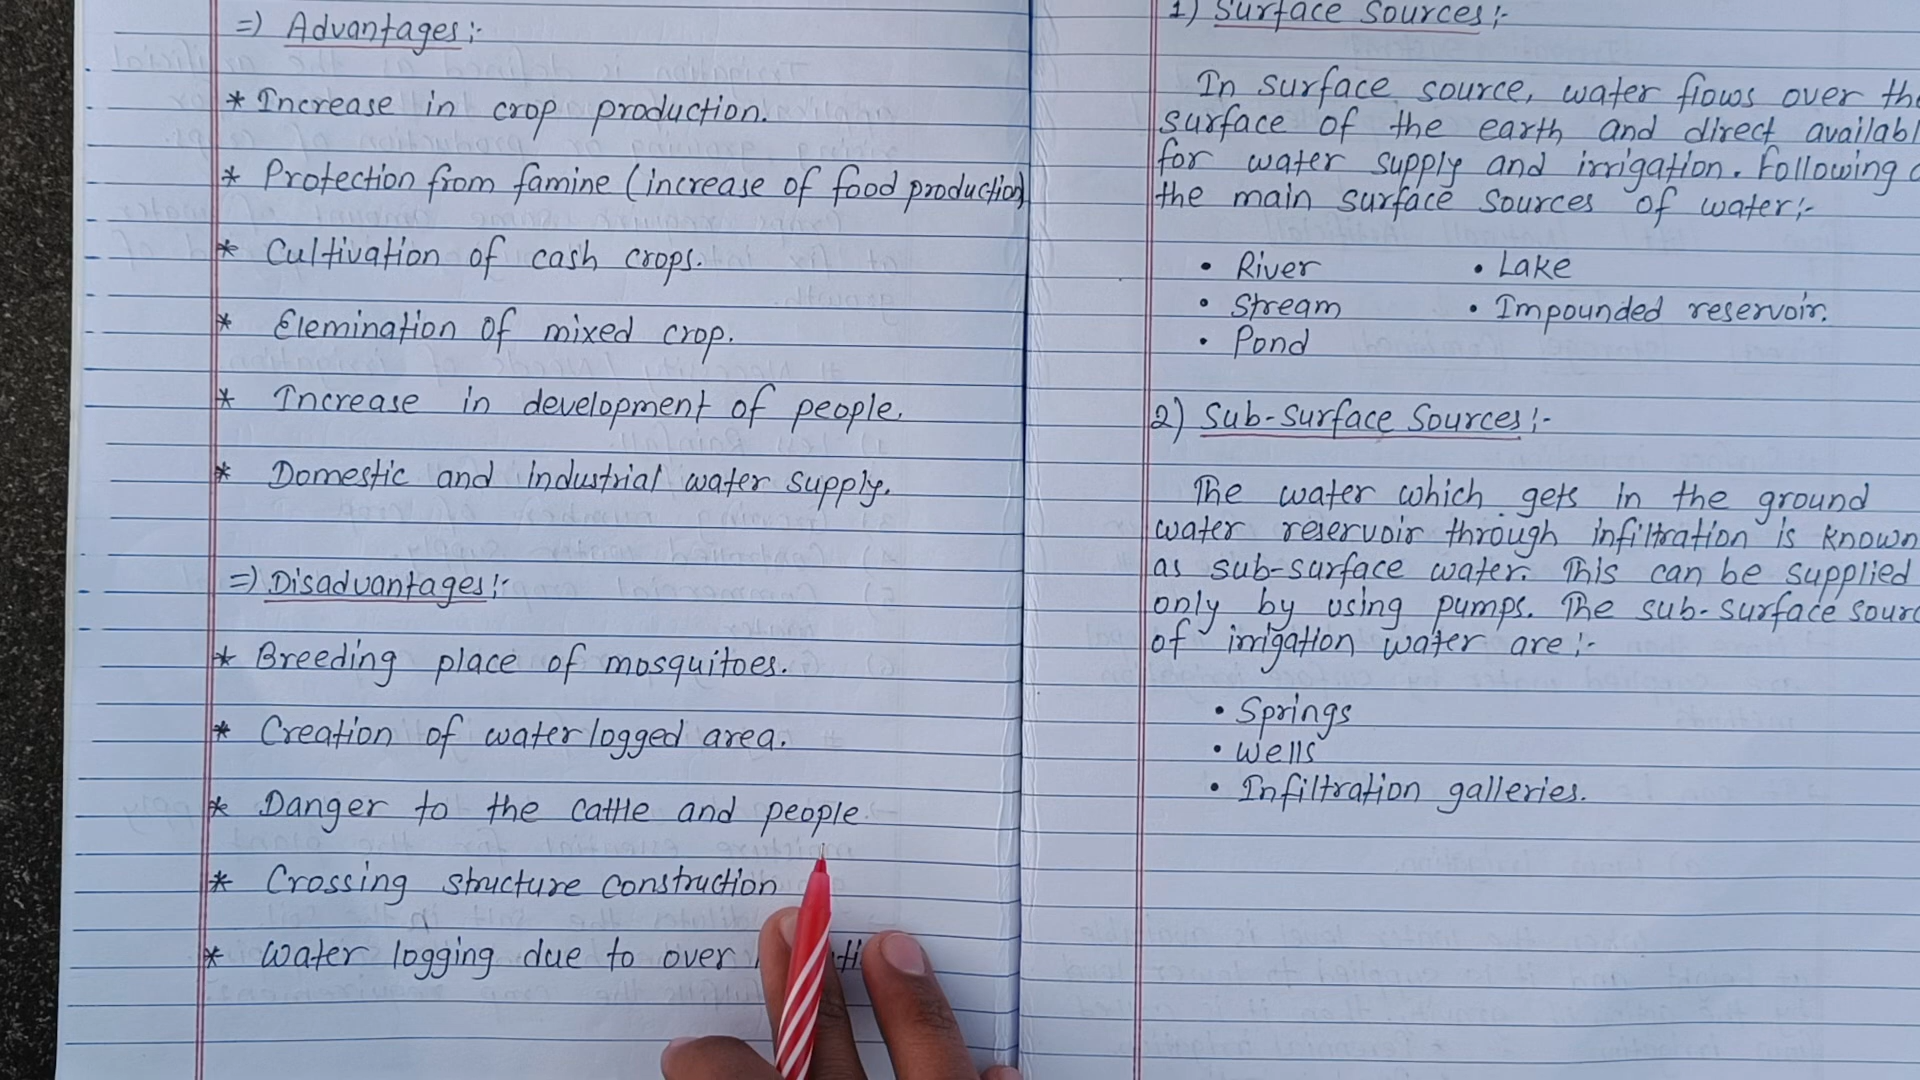 =) Advantages :-
* Increase in crop production.
* Protection from famine (increase of food production)
* Cultivation of cash crops.
* Elemination of mixed crop.
* Increase in development of people.
* Domestic and industrial water supply.
=) Disadvantages :-
* Breeding place of mosquitoes.
* Creation of water logged area.
* Danger to the cattle and people
* Crossing structure construction
* Water logging due to over
1) Surface Sources :-
In surface source, water flows over
surface of the earth and direct
for water supply and irrigation. Following
the main surface sources of water :-
• River
• Lake
• Stream
• Impounded reservoir.
• Pond
2) Sub-Surface Sources :-
The water which gets in the ground
water reservoir through infiltration is known
as sub-surface water. This can be supplied
only by using pumps. The sub-surface
of irrigation water are :-
• Springs
• Wells
• Infiltration galleries.